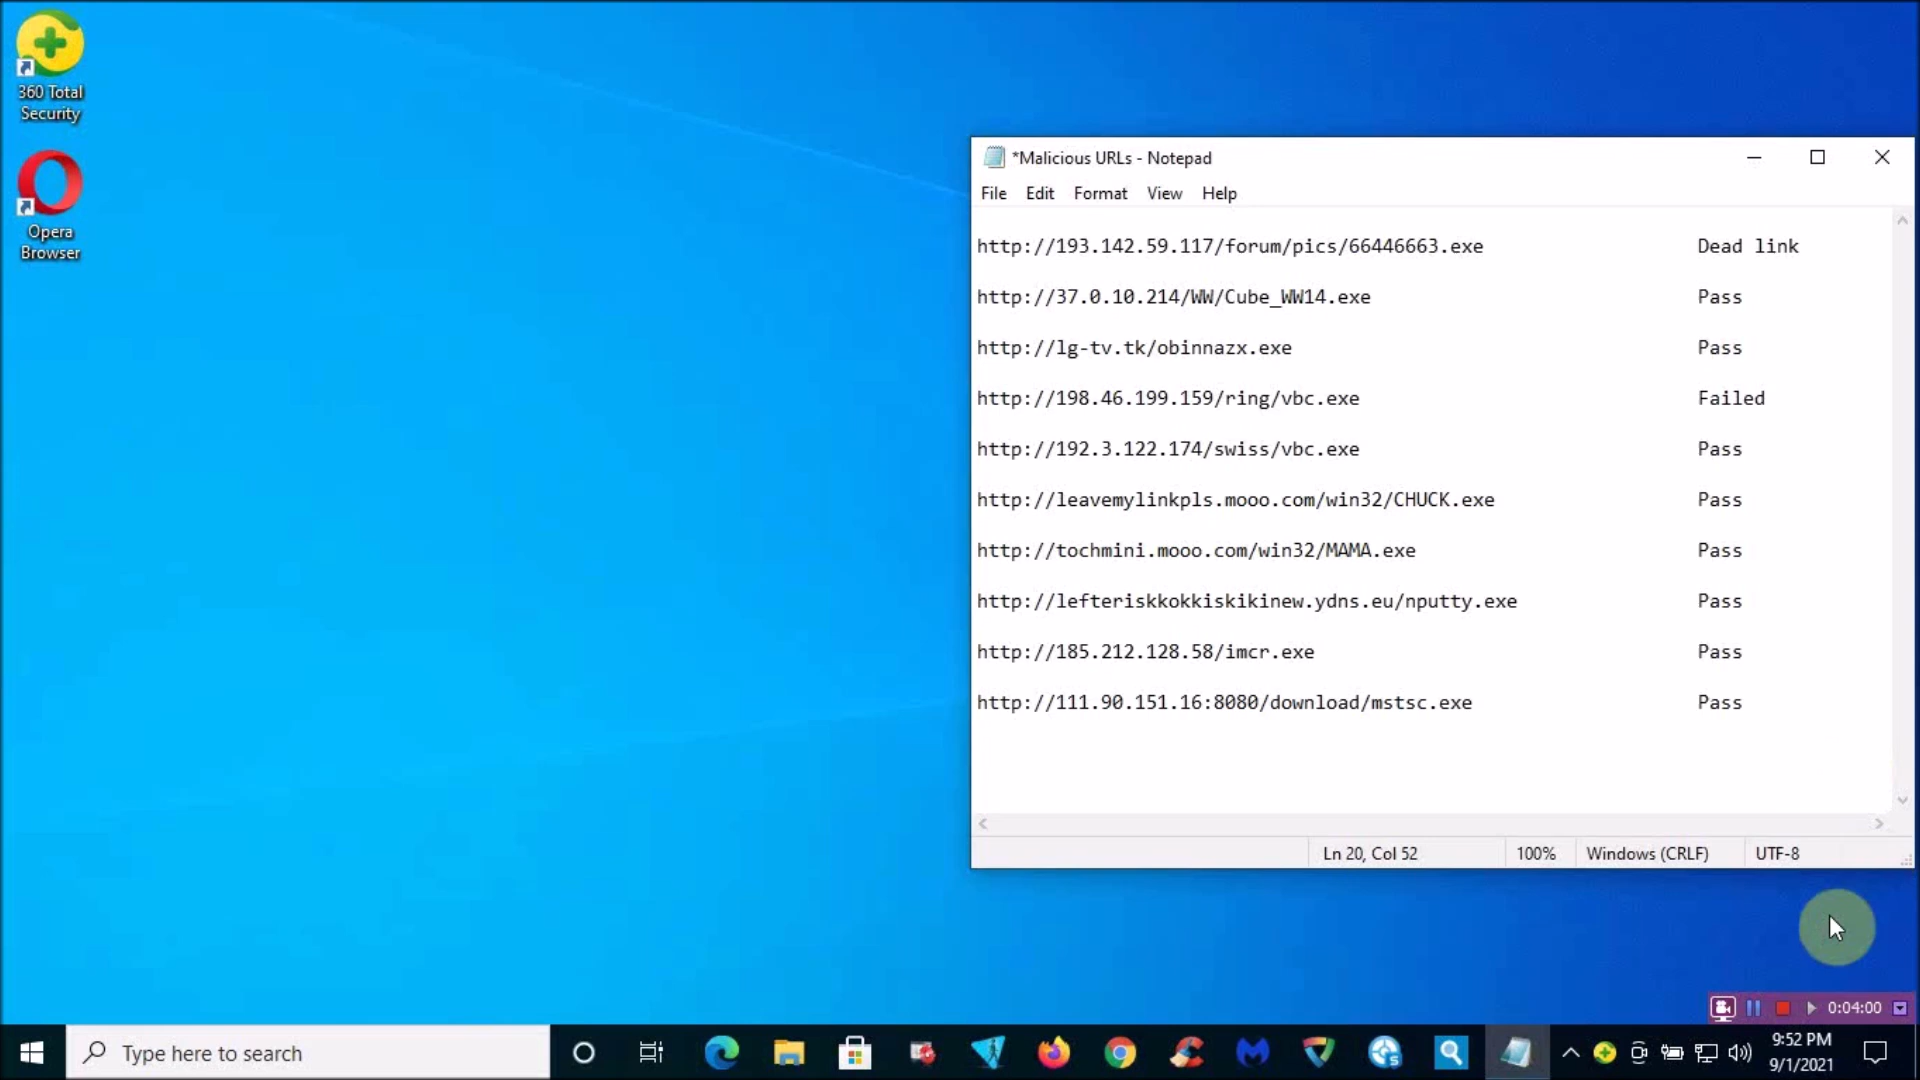 360 Total
Security
Opera
Browser
*Malicious URLs - Notepad
File Edit Format View Help
http://193.142.59.117/forum/pics/66446663.exe Dead link
http://37.0.10.214/WW/Cube_WW14.exe Pass
http://lg-tv.tk/obinnazx.exe Pass
http://198.46.199.159/ring/vbc.exe Failed
http://192.3.122.174/swiss/vbc.exe Pass
http://leavemylinkpls.mooo.com/win32/CHUCK.exe Pass
http://tochmini.mooo.com/win32/MAMA.exe Pass
http://lefteriskkokkiskikinew.ydns.eu/nputty.exe Pass
http://185.212.128.58/imcr.exe Pass
http://111.90.151.16:8080/download/mstsc.exe Pass
Ln 20, Col 52 100% Windows (CRLF) UTF-8
0:04:00
Type here to search
9:52 PM
9/1/2021